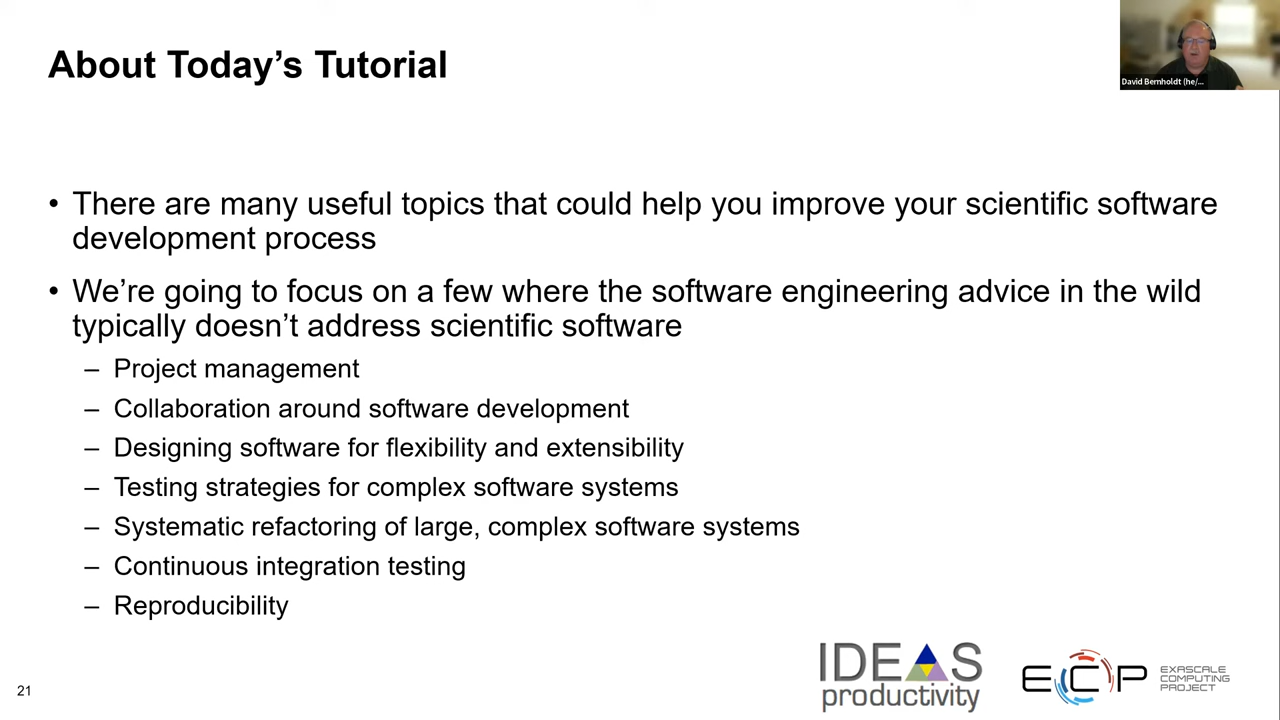 About Today’s Tutorial
David Bernholdt (he/...
• There are many useful topics that could help you improve your scientific software
development process
• We’re going to focus on a few where the software engineering advice in the wild
typically doesn’t address scientific software
– Project management
– Collaboration around software development
– Designing software for flexibility and extensibility
– Testing strategies for complex software systems
– Systematic refactoring of large, complex software systems
– Continuous integration testing
– Reproducibility
21
IDEAS
productivity
ECP
EXASCALE
COMPUTING
PROJECT